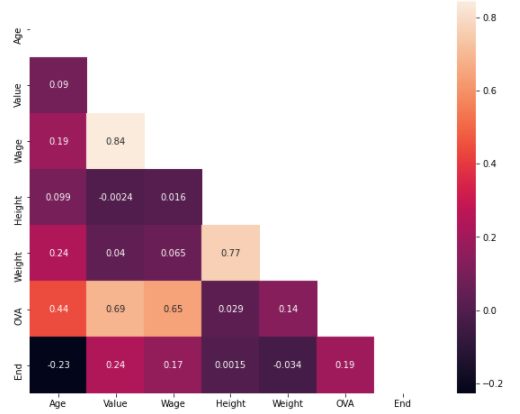 Age
Value 0.09
Wage 0.19 0.84
Height 0.099 -0.0024 0.016
Weight 0.24 0.04 0.065 0.77
OVA 0.44 0.69 0.65 0.029 0.14
End -0.23 0.24 0.17 0.0015 -0.034 0.19
Age Value Wage Height Weight OVA End
0.8
0.6
0.4
0.2
0.0
−0.2